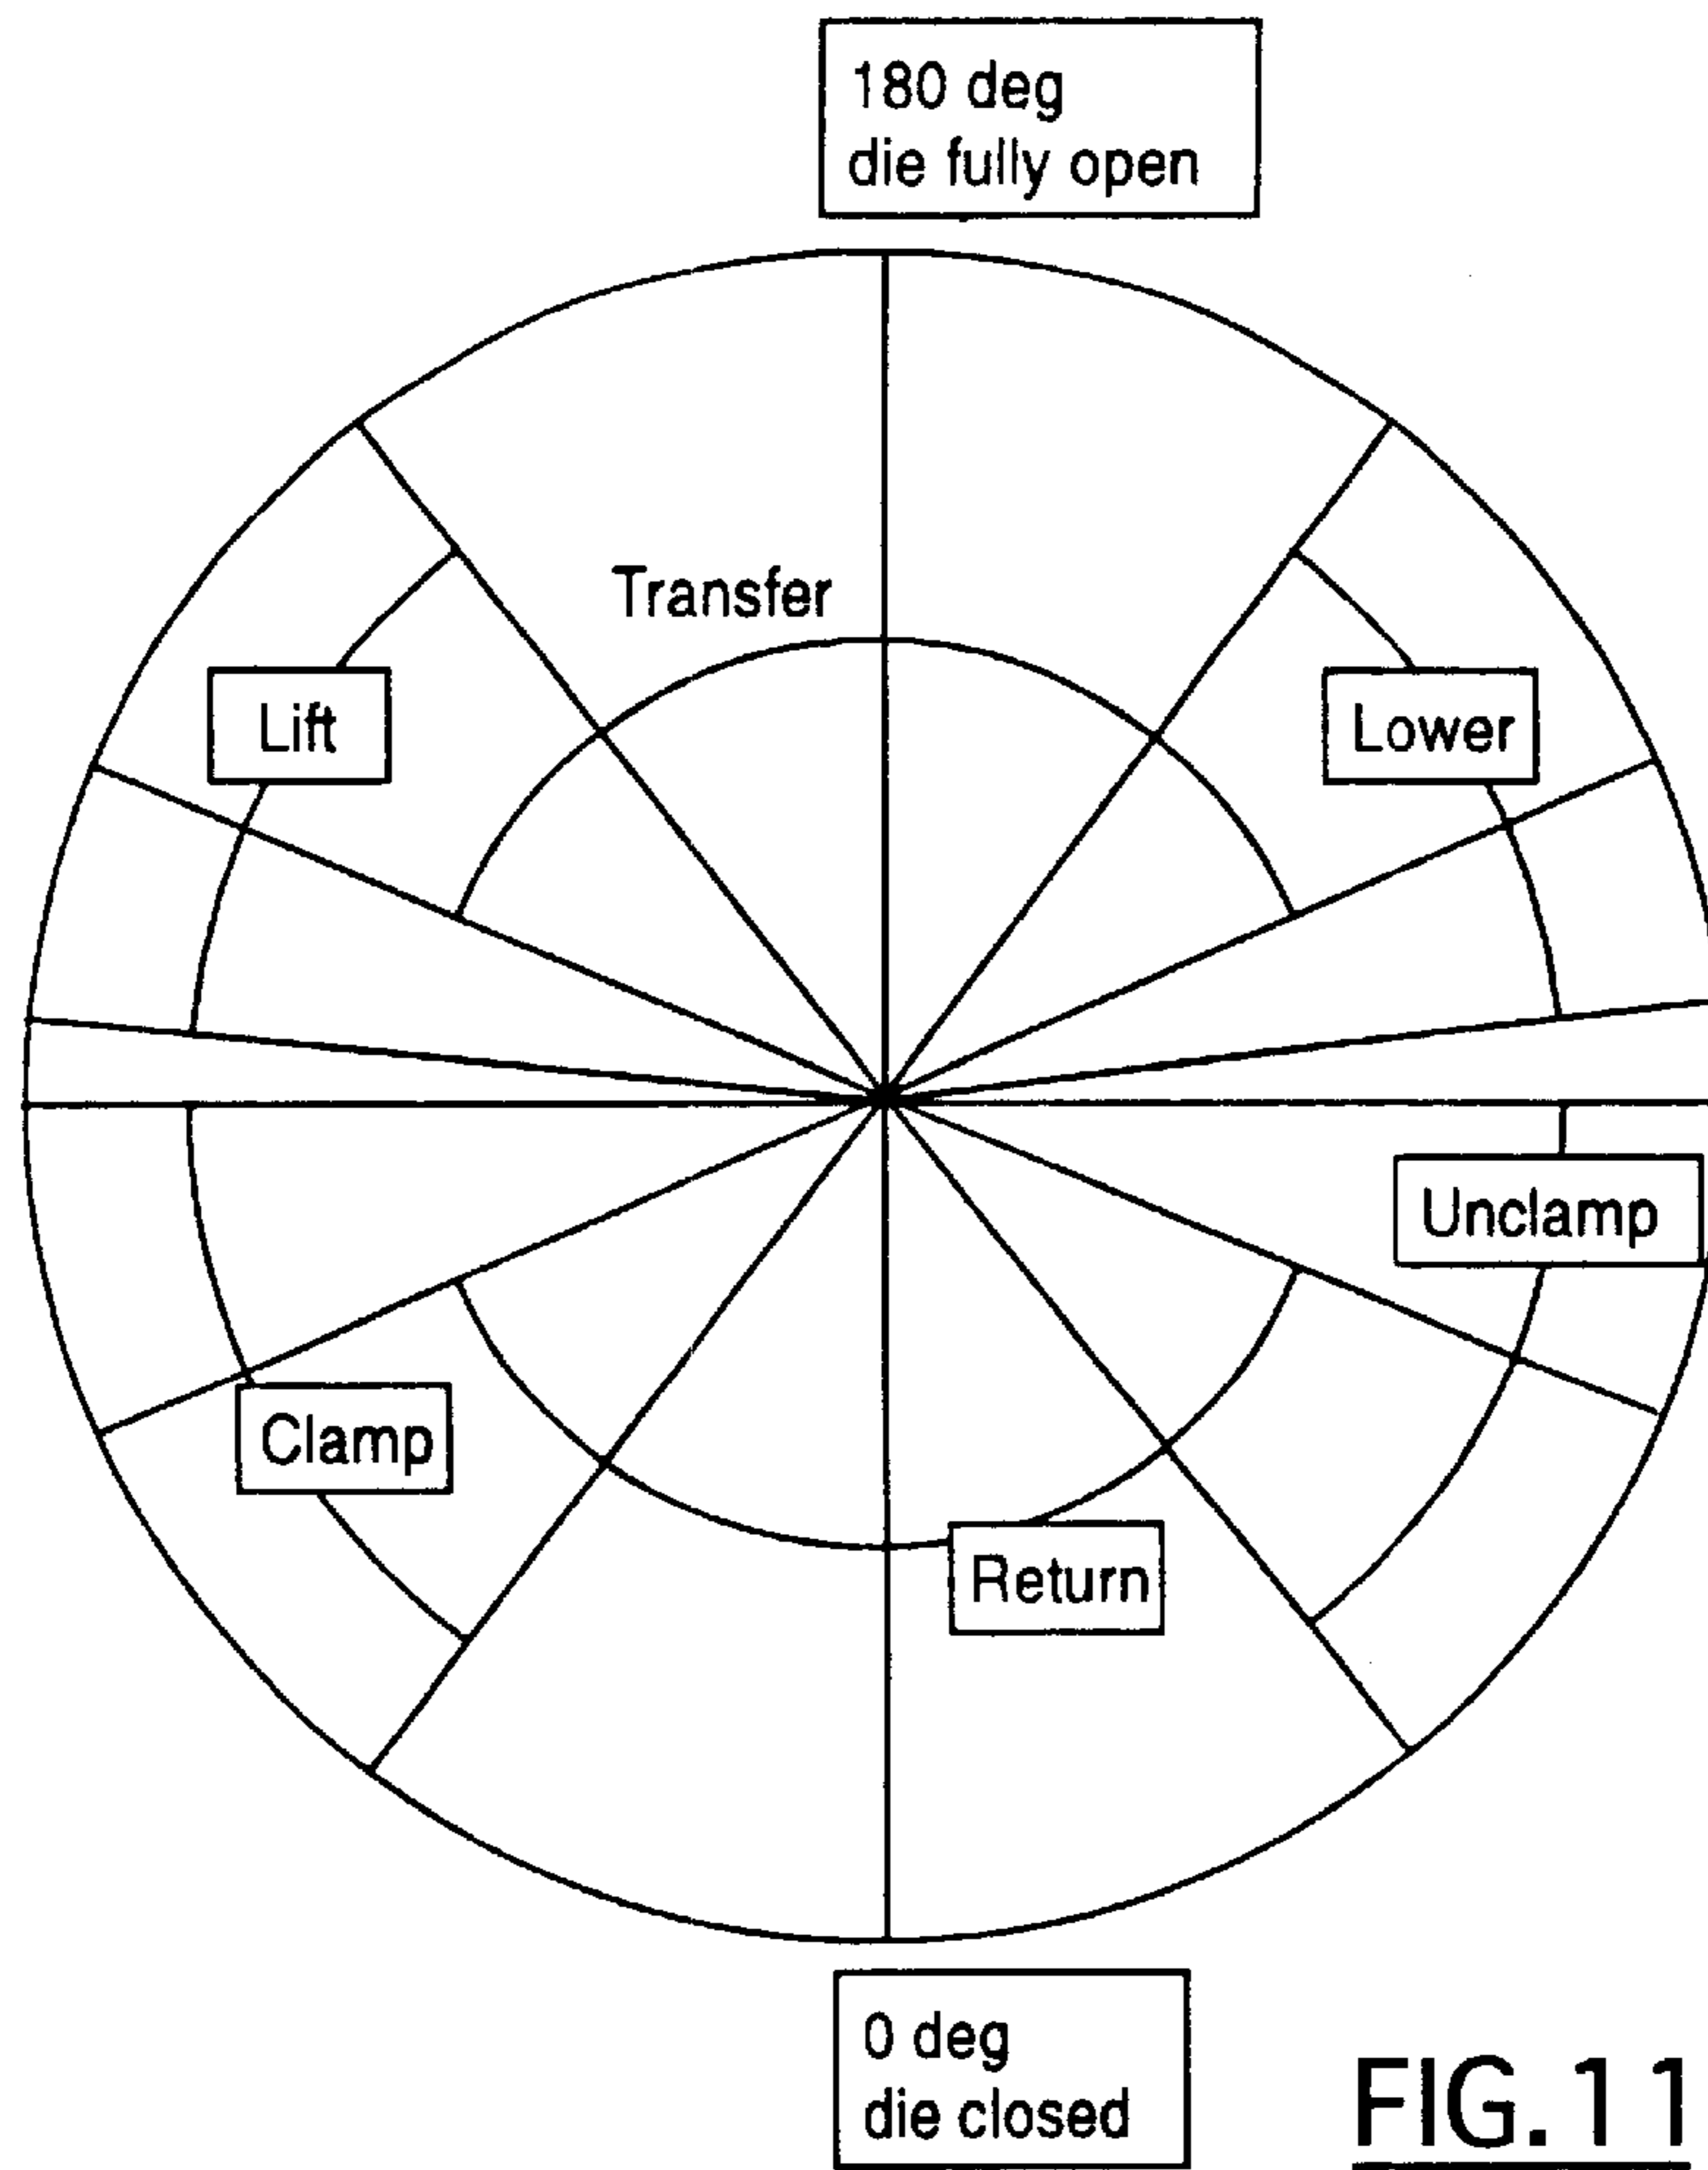 180 deg
die fully open
Transfer
Lift
Lower
Unclamp
Clamp
Return
0 deg
die closed
FIG.11